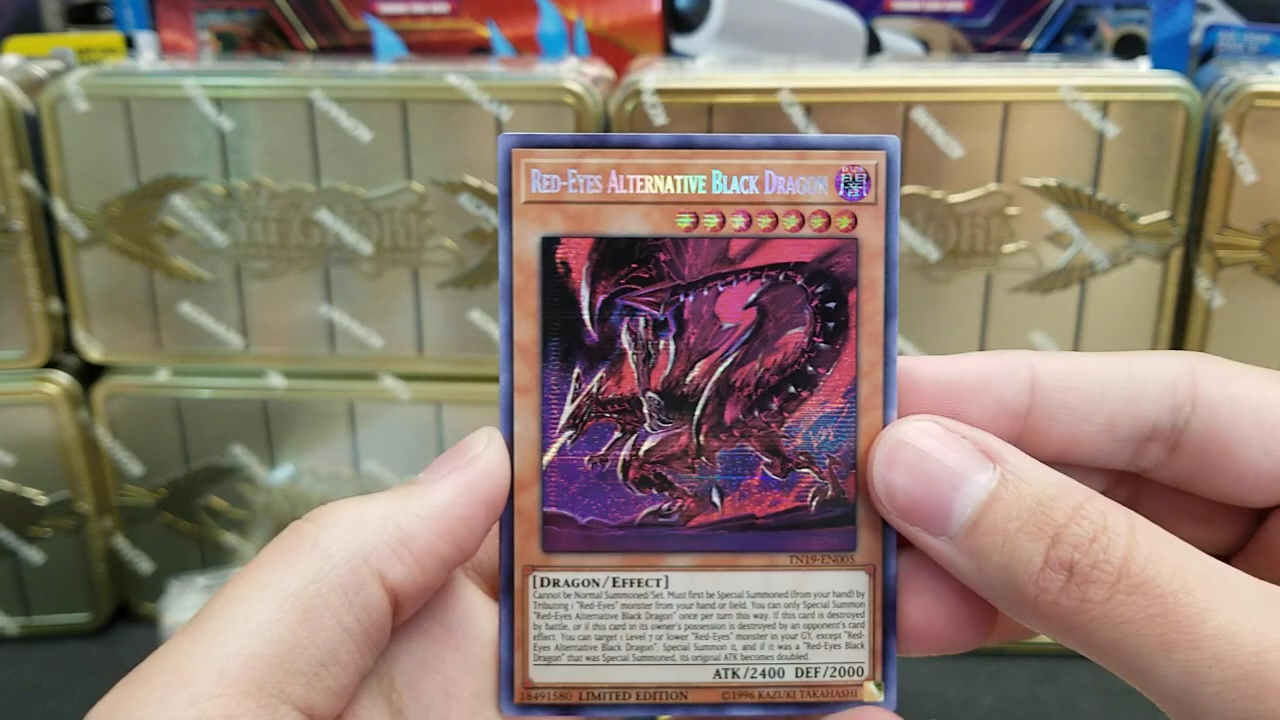 Red-Eyes Alternative Black Dragon
闇
TN19-EN005
[Dragon/Effect]
Cannot be Normal Summoned/Set. Must first be Special Summoned (from your hand) by
Tributing 1 "Red-Eyes" monster from your hand or field. You can only Special Summon
"Red-Eyes Alternative Black Dragon" once per turn this way. If this card is destroyed
by battle, or if this card in its owner's possession is destroyed by an opponent's card
effect: You can target 1 Level 7 or lower "Red-Eyes" monster in your GY, except "Red-
Eyes Alternative Black Dragon"; Special Summon it, and if it was a "Red-Eyes Black
Dragon" that was Special Summoned, its original ATK becomes doubled.
ATK/2400 DEF/2000
18491580 LIMITED EDITION ©1996 KAZUKI TAKAHASHI